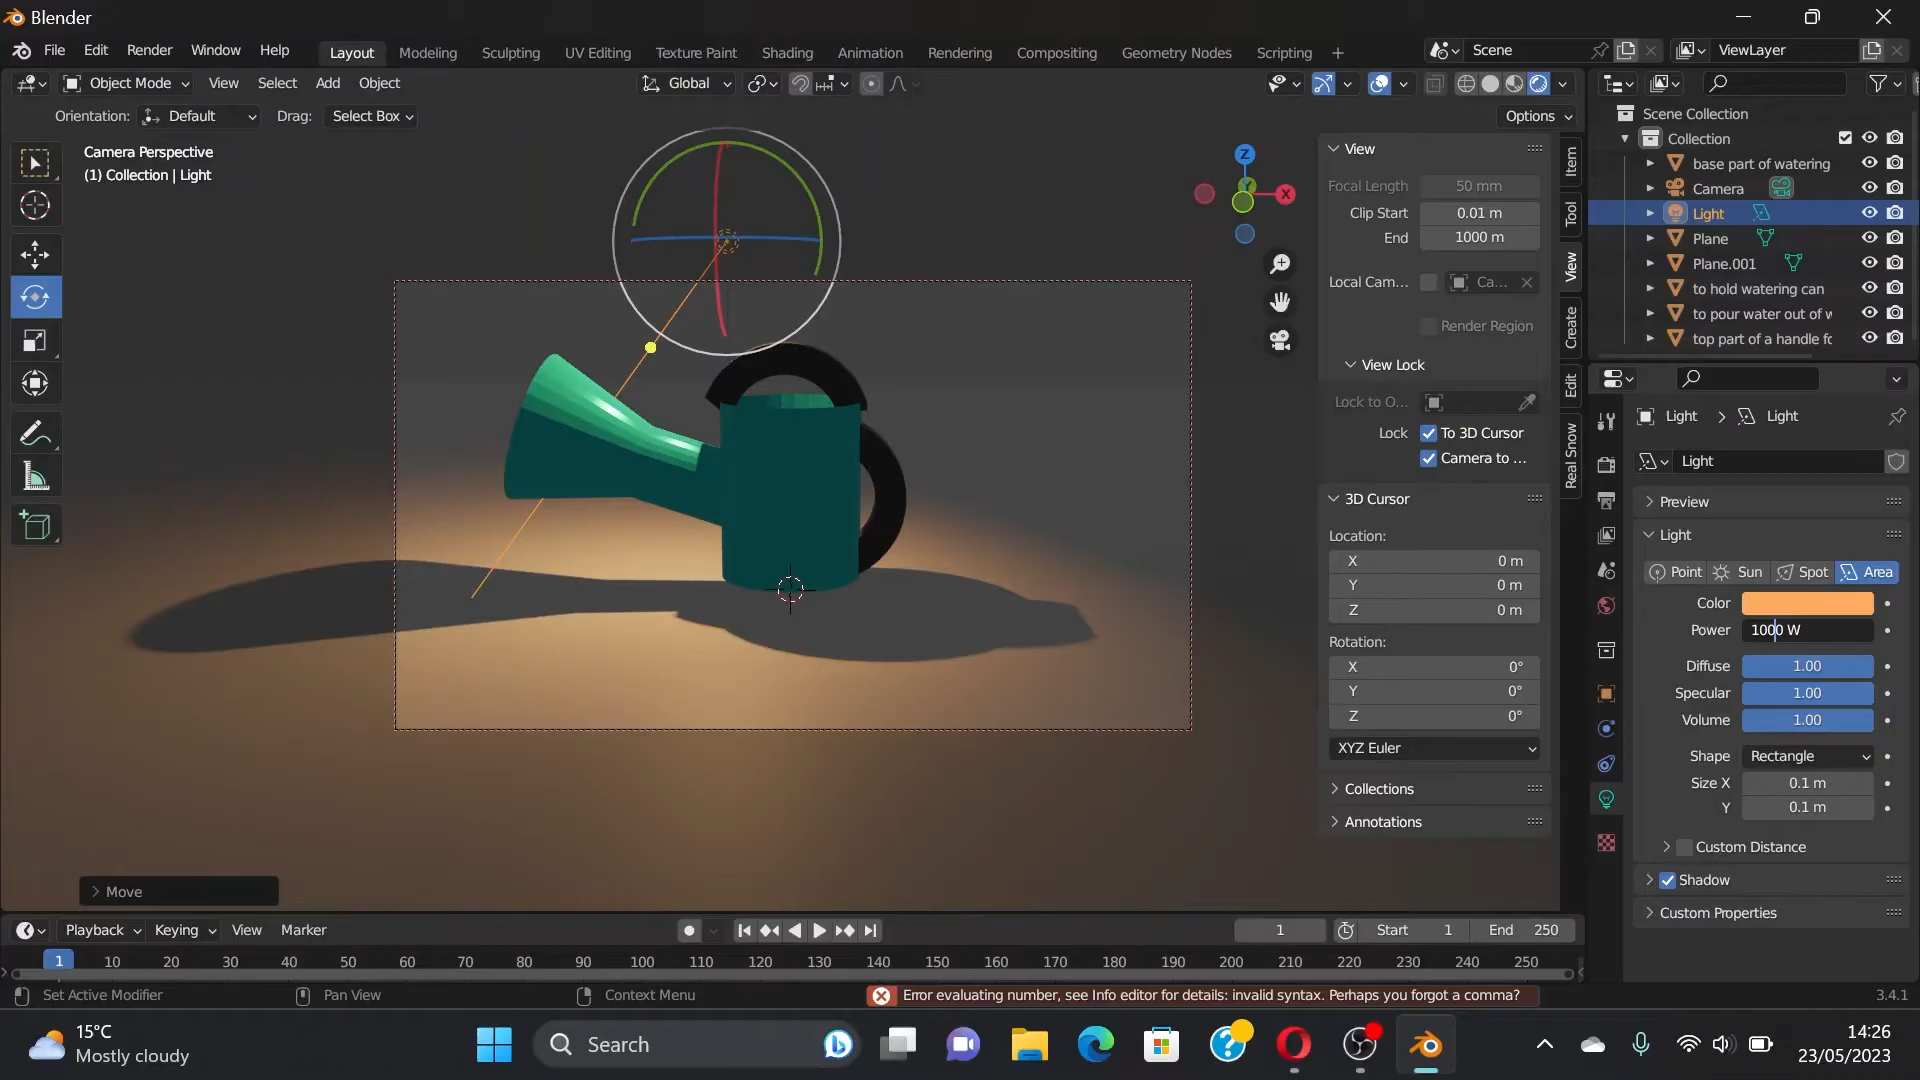 Blender
File Edit Render Window Help Layout Modeling Sculpting UV Editing Texture Paint Shading Animation Rendering Compositing Geometry Nodes Scripting + Scene ViewLayer
Object Mode View Select Add Object Global
Orientation: Default Drag: Select Box Options
Camera Perspective
(1) Collection | Light
Z
X
Item
Tool
View
Create
Edit
Real Snow
View
Focal Length 50 mm
Clip Start 0.01 m
End 1000 m
Local Cam... Ca...
Render Region
View Lock
Lock to O...
Lock To 3D Cursor
Camera to ...
3D Cursor
Location:
X 0 m
Y 0 m
Z 0 m
Rotation:
X 0°
Y 0°
Z 0°
XYZ Euler
Collections
Annotations
Scene Collection
Collection
base part of watering
Camera
Light
Plane
Plane.001
to hold watering can
to pour water out of w
top part of a handle fo
Light > Light
Light
Preview
Light
Point Sun Spot Area
Color
Power 1000 W
Diffuse 1.00
Specular 1.00
Volume 1.00
Shape Rectangle
Size X 0.1 m
Y 0.1 m
Custom Distance
Shadow
Custom Properties
Move
Playback Keying View Marker 1 Start 1 End 250
1 10 20 30 40 50 60 70 80 90 100 110 120 130 140 150 160 170 180 190 200 210 220 230 240 250
Set Active Modifier Pan View Context Menu Error evaluating number, see Info editor for details: invalid syntax. Perhaps you forgot a comma? 3.4.1
15°C
Mostly cloudy
Search
14:26
23/05/2023